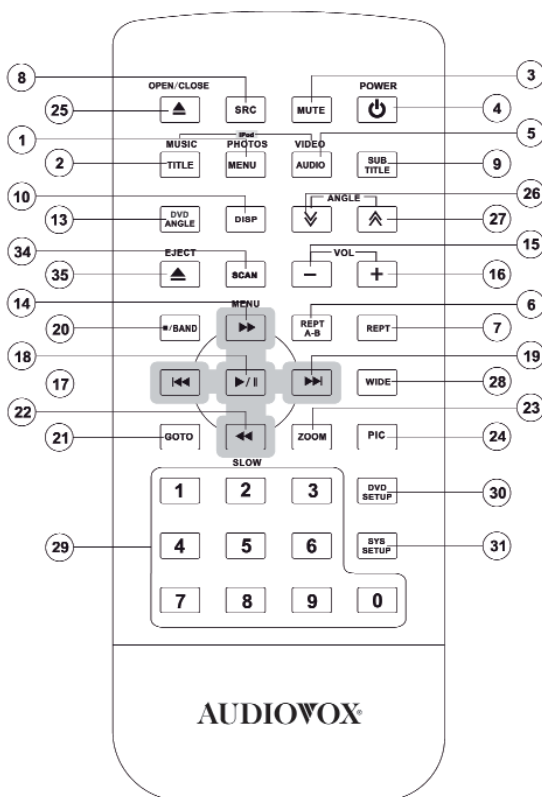 8 3
OPEN/CLOSE POWER
25 SRC MUTE 4
1 iPod 5
MUSIC PHOTOS VIDEO
2 TITLE MENU AUDIO SUB TITLE 9
10 26
ANGLE
13 DVD ANGLE DISP 27
34 15
EJECT VOL
35 SCAN − + 16
14 MENU 6
20 ■/BAND REPT A-B REPT 7
18 19
17 WIDE 28
22 23
21 GOTO ZOOM PIC 24
SLOW
1 2 3 DVD SETUP 30
29 4 5 6 SYS SETUP 31
7 8 9 0
AUDIOVOX®